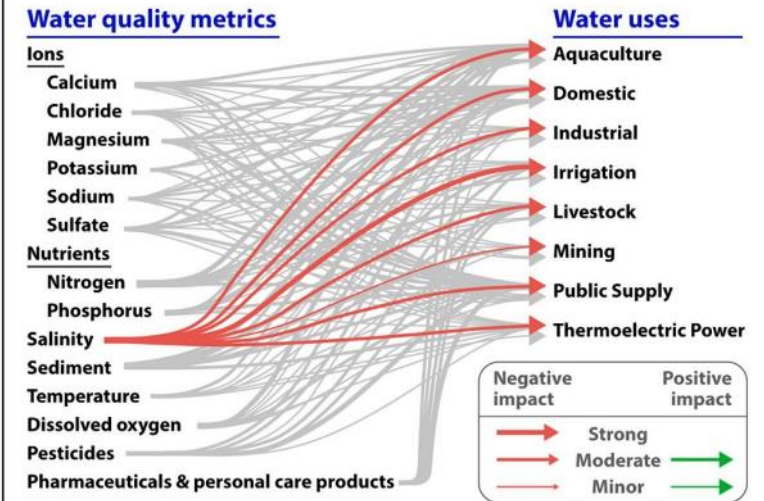 Water quality metrics
Ions
Calcium
Chloride
Magnesium
Potassium
Sodium
Sulfate
Nutrients
Nitrogen
Phosphorus
Salinity
Sediment
Temperature
Dissolved oxygen
Pesticides
Pharmaceuticals & personal care products
Water uses
Aquaculture
Domestic
Industrial
Irrigation
Livestock
Mining
Public Supply
Thermoelectric Power
Negative impact
Positive impact
Strong
Moderate
Minor